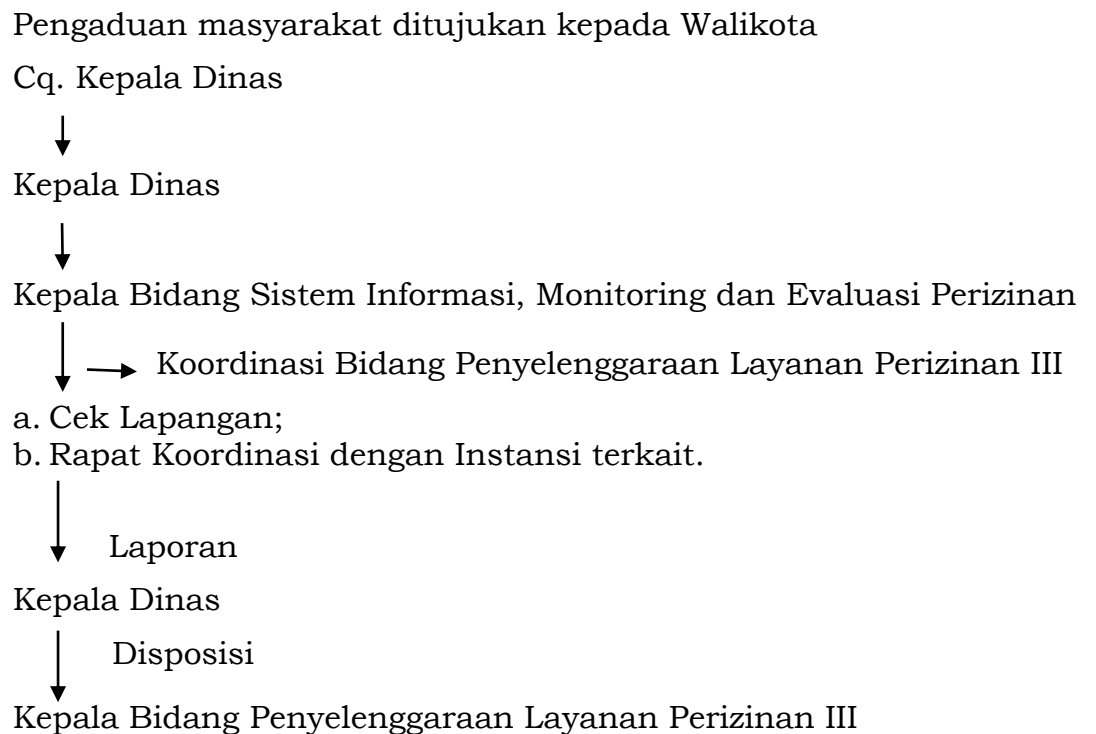 Pengaduan masyarakat ditujukan kepada Walikota
Cq. Kepala Dinas
Kepala Dinas
Kepala Bidang Sistem Informasi, Monitoring dan Evaluasi Perizinan
Koordinasi Bidang Penyelenggaraan Layanan Perizinan III
a. Cek Lapangan;
b. Rapat Koordinasi dengan Instansi terkait.
Laporan
Kepala Dinas
Disposisi
Kepala Bidang Penyelenggaraan Layanan Perizinan III